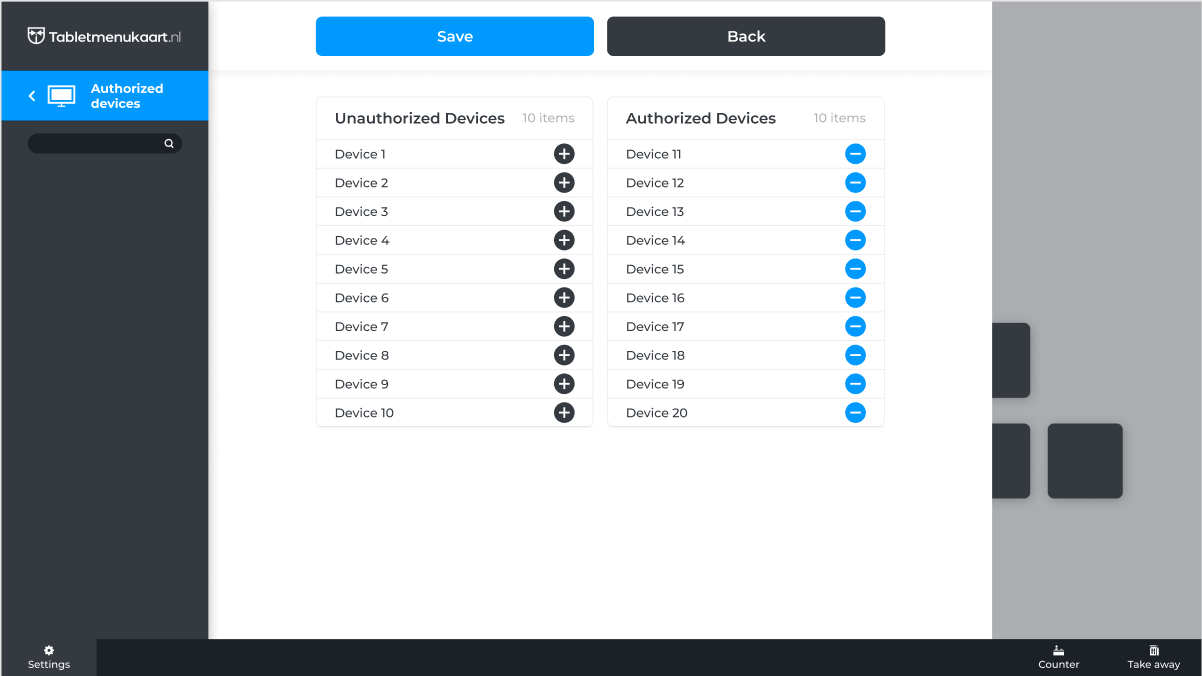 Tabletmenukaart.nl
Authorized
devices
Save
Back
Unauthorized Devices 10 items
Device 1
Device 2
Device 3
Device 4
Device 5
Device 6
Device 7
Device 8
Device 9
Device 10
Authorized Devices 10 items
Device 11
Device 12
Device 13
Device 14
Device 15
Device 16
Device 17
Device 18
Device 19
Device 20
Settings
Counter
Take away